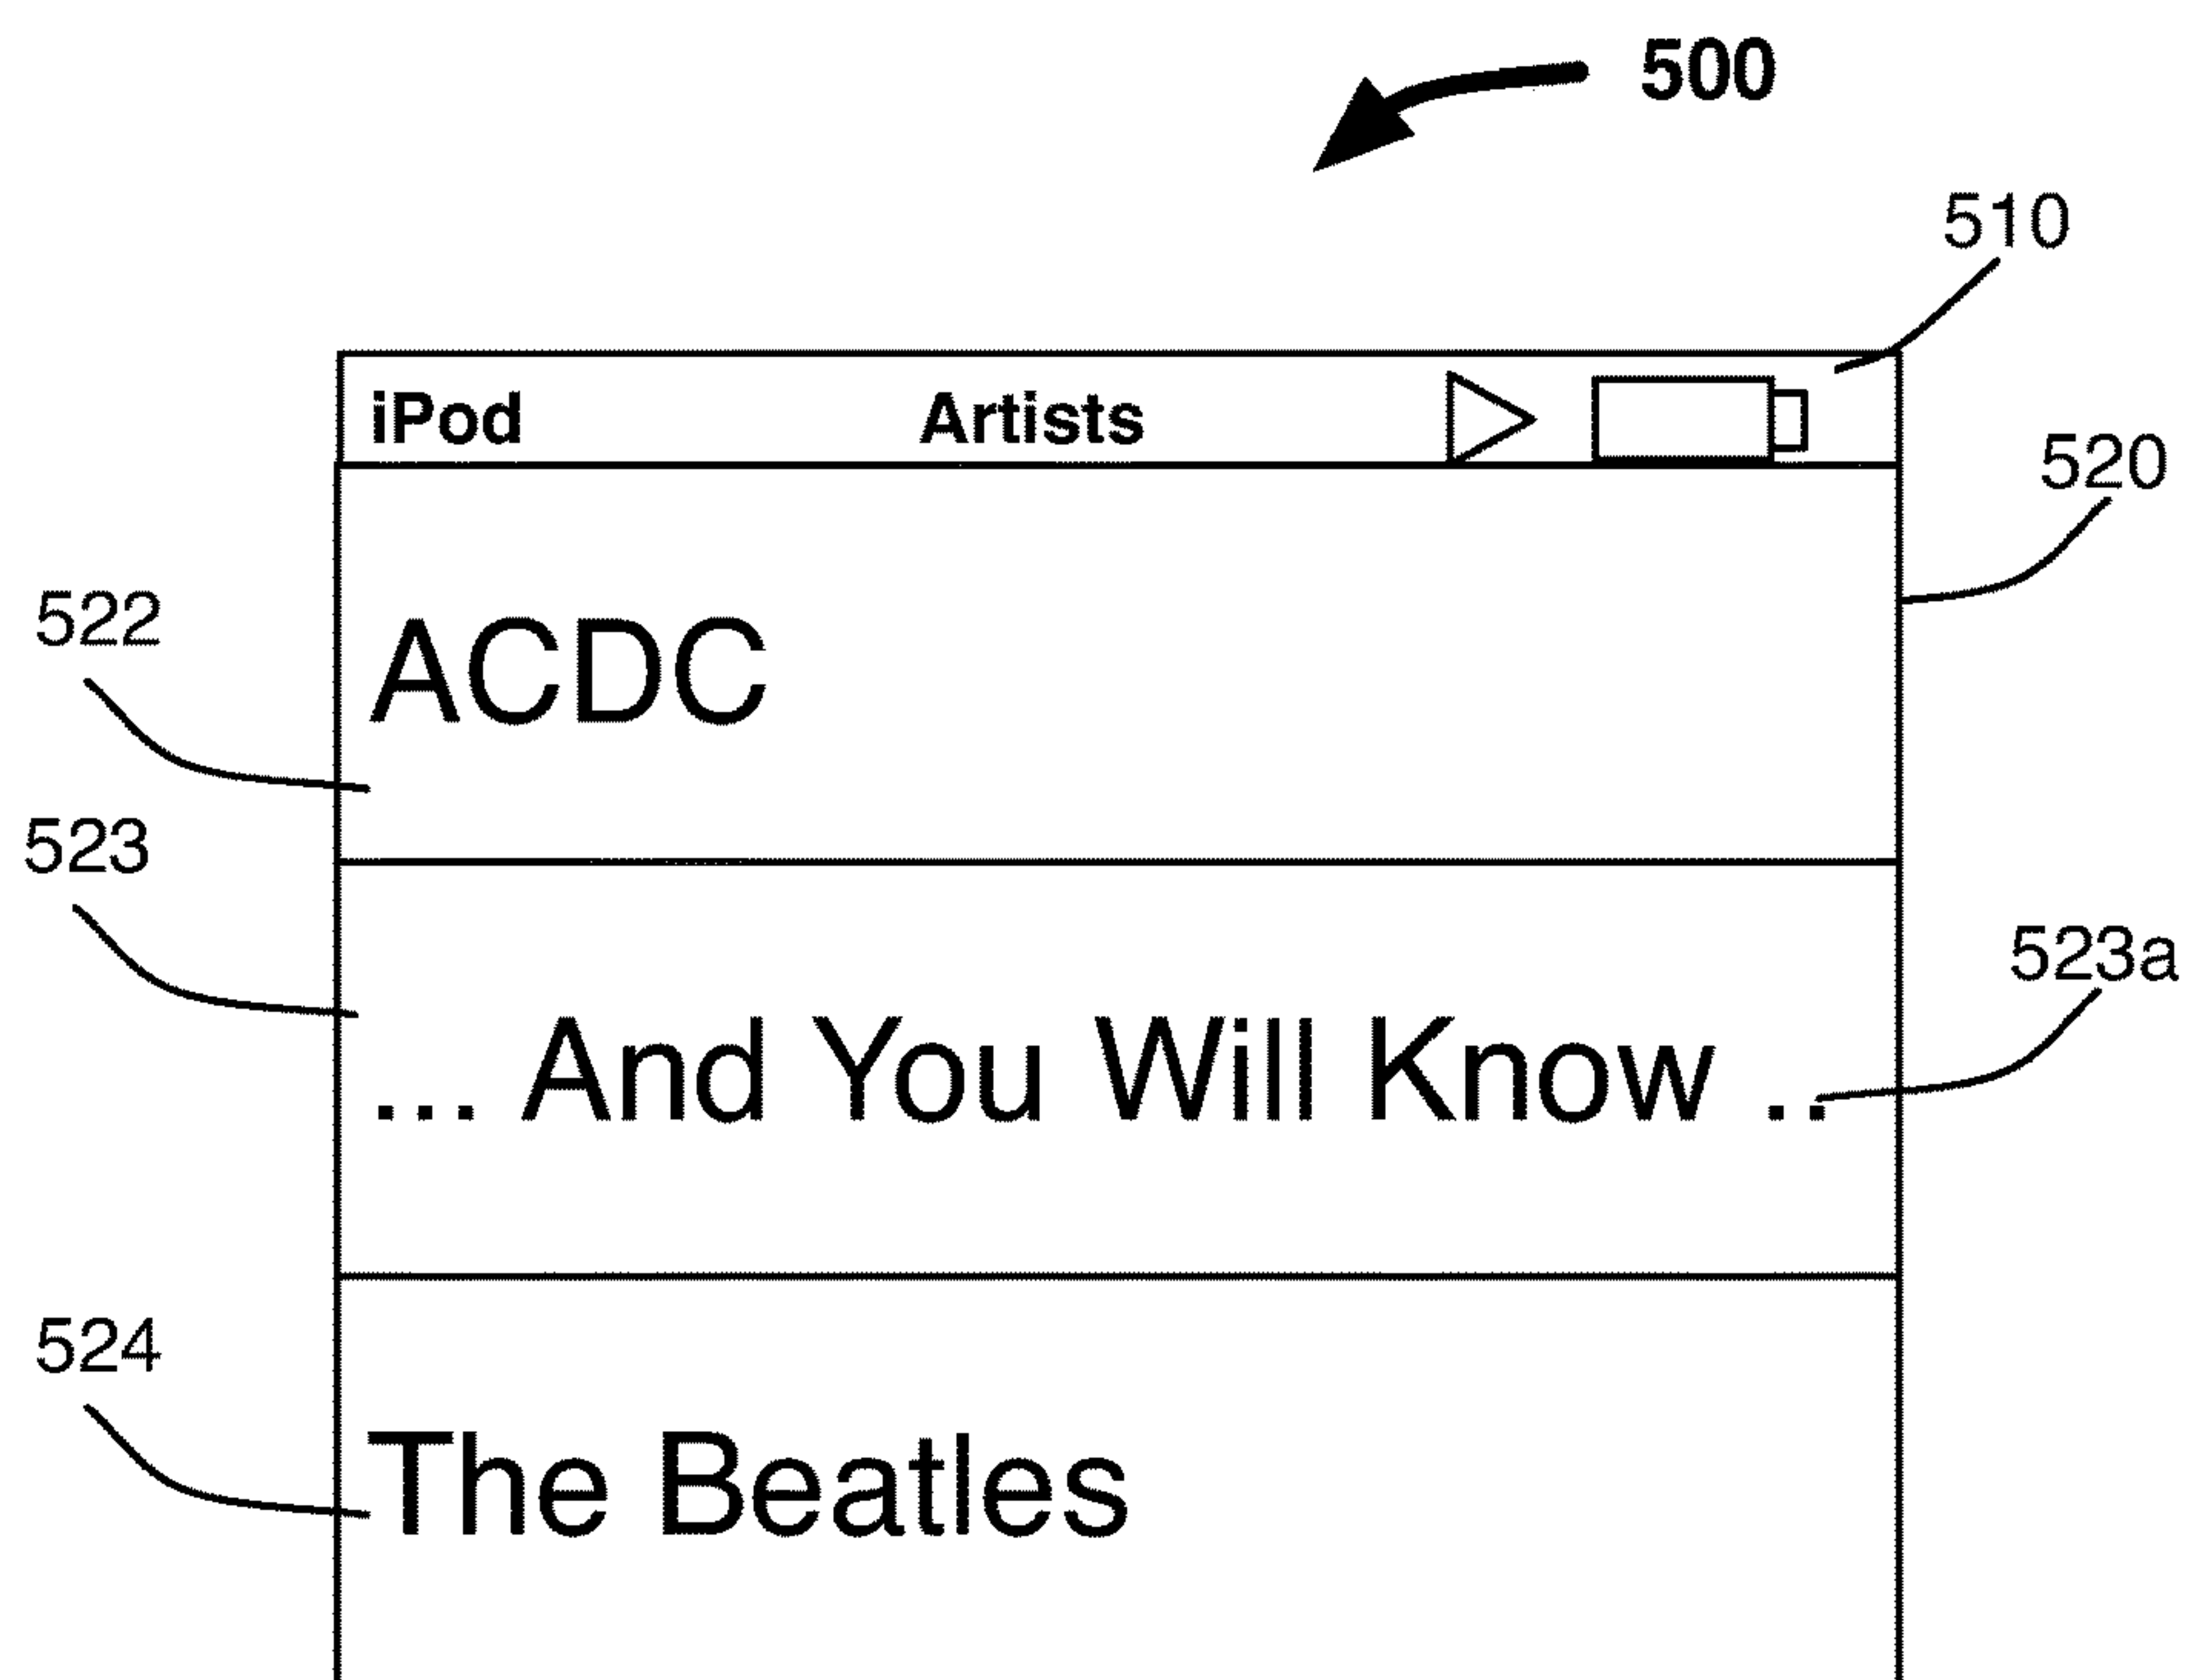 500
510
iPod Artists
520
522
ACDC
523
523a
... And You Will Know ..
524
The Beatles